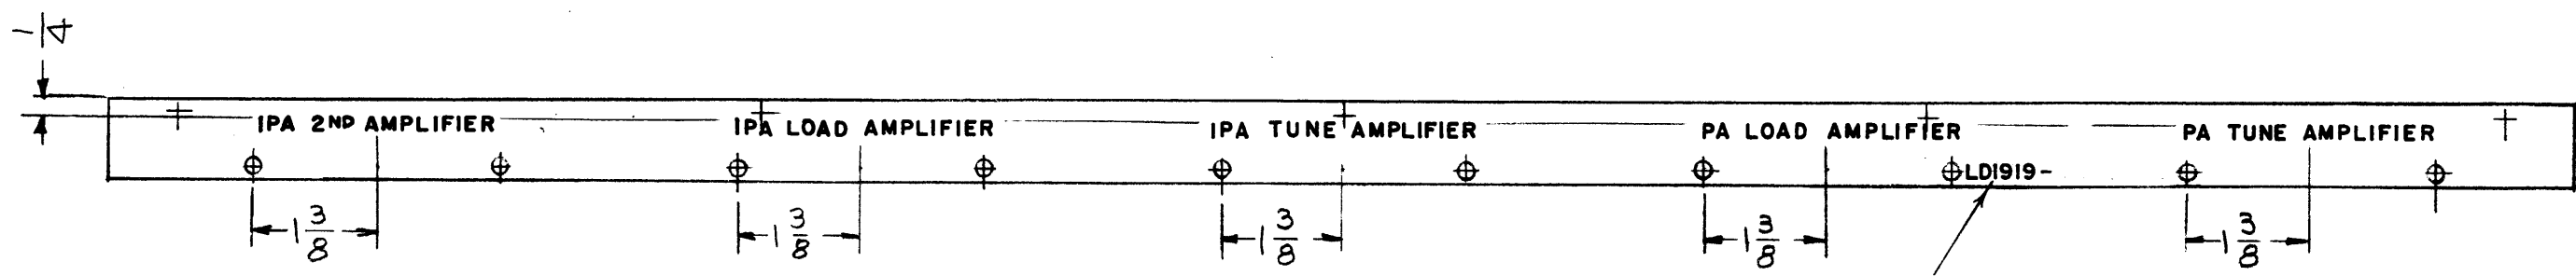 1/4
IPA 2ND AMPLIFIER IPA LOAD AMPLIFIER IPA TUNE AMPLIFIER PA LOAD AMPLIFIER PA TUNE AMPLIFIER
LD1919-
1 3/8 1 3/8 1 3/8 1 3/8 1 3/8